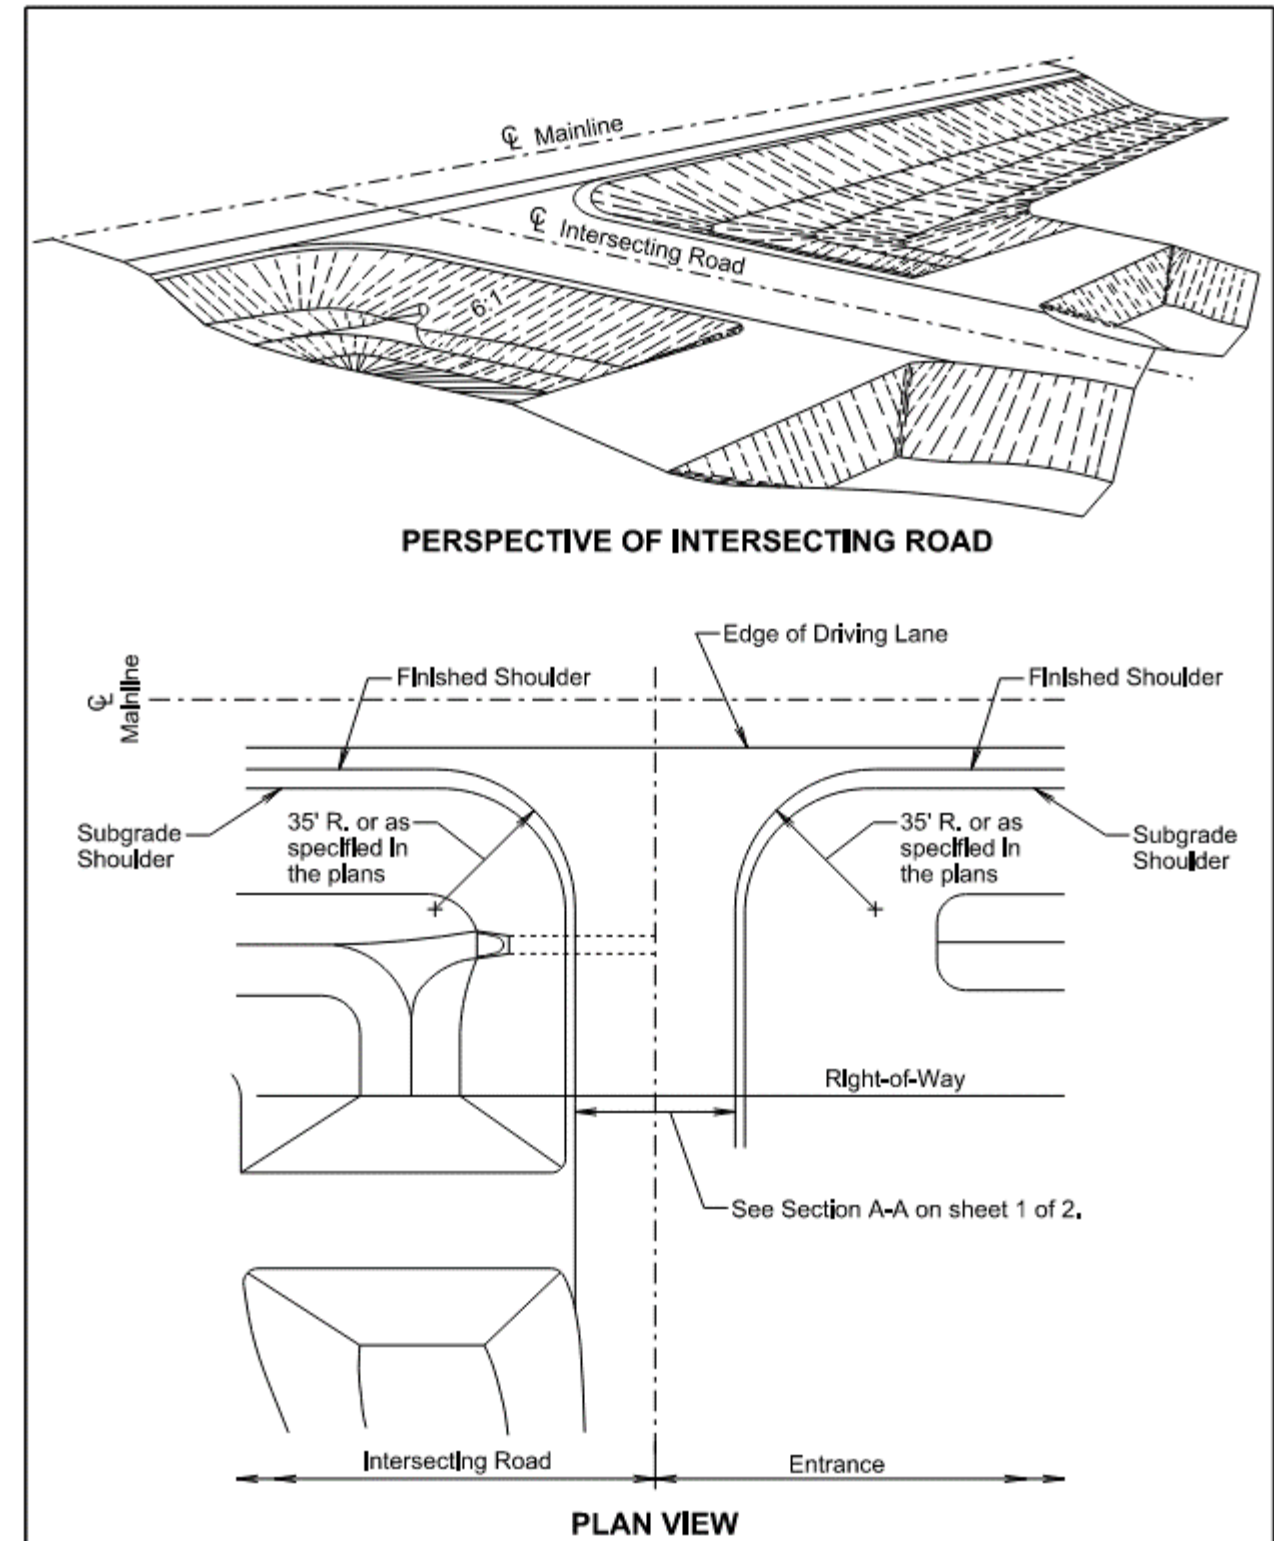 ℄ Mainline
℄ Intersecting Road
6:1
PERSPECTIVE OF INTERSECTING ROAD
Edge of Driving Lane
Finished Shoulder
Finished Shoulder
℄
Mainline
Subgrade
Shoulder
35' R. or as
specified in
the plans
35' R. or as
specified in
the plans
Subgrade
Shoulder
Right-of-Way
See Section A-A on sheet 1 of 2.
Intersecting Road
Entrance
PLAN VIEW